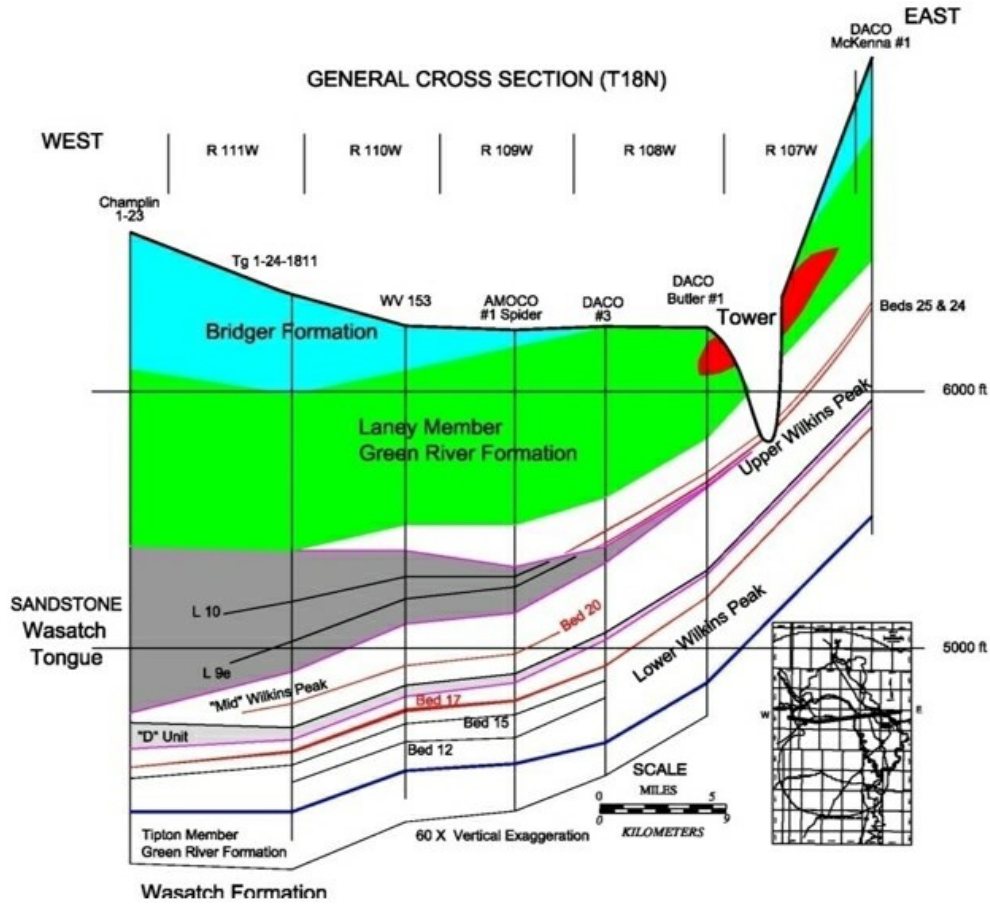 EAST
DACO
McKenna #1
GENERAL CROSS SECTION (T18N)
WEST
R 111W
R 110W
R 109W
R 108W
R 107W
Champlin
1-23
Tg 1-24-1811
WV 153
AMOCO
#1 Spider
DACO
#3
DACO
Butler #1
Tower
Beds 25 & 24
Bridger Formation
6000 ft
Laney Member
Green River Formation
Upper Wilkins Peak
L 10
SANDSTONE
Wasatch
Tongue
Bed 20
L 9e
5000 ft
Lower Wilkins Peak
"Mid" Wilkins Peak
Bed 17
"D" Unit
Bed 15
Bed 12
W
E
SCALE
MILES
0 5
0 9
KILOMETERS
Tipton Member
Green River Formation
60 X Vertical Exaggeration
Wasatch Formation